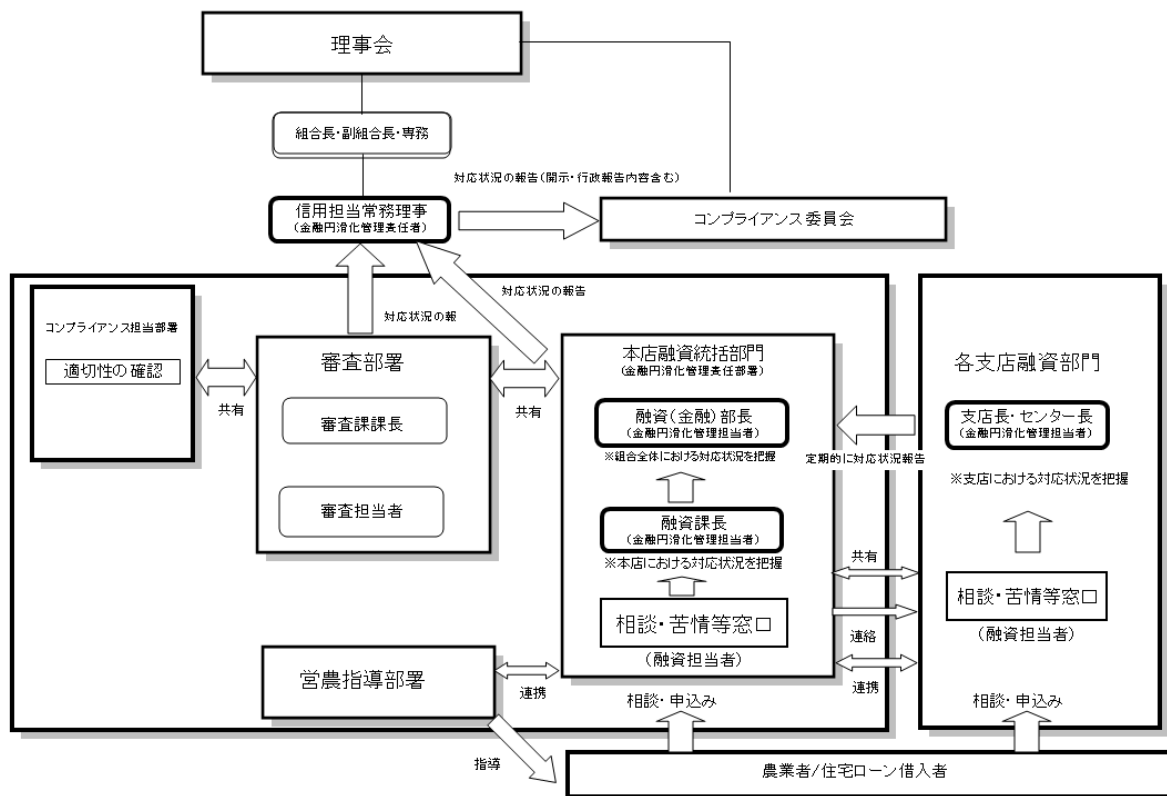 理事会
組合長・副組合長・専務
対応状況の報告(開示・行政報告内容含む)
信用担当常務理事
(金融円滑化管理責任者)
コンプライアンス委員会
対応状況の報告
対応状況の報
コンプライアンス担当部署
適切性の確認
共有
審査部署
審査課課長
審査担当者
共有
本店融資統括部門
(金融円滑化管理責任部署)
融資(金融)部長
(金融円滑化管理担当者)
※組合全体における対応状況を把握
融資課長
(金融円滑化管理担当者)
※本店における対応状況を把握
相談・苦情等窓口
(融資担当者)
各支店融資部門
支店長・センター長
(金融円滑化管理担当者)
定期的に対応状況報告
※支店における対応状況を把握
共有
相談・苦情等窓口
(融資担当者)
連絡
連携
営農指導部署
連携
相談・申込み
相談・申込み
指導
農業者/住宅ローン借入者